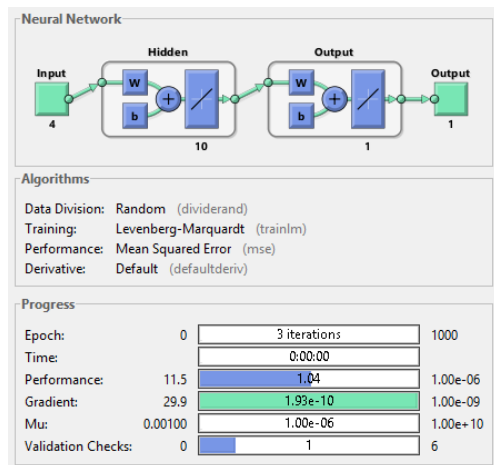 Neural Network
Hidden Output
Input Output
W W
b b
4 10 1 1
Algorithms
Data Division: Random (dividerand)
Training: Levenberg-Marquardt (trainlm)
Performance: Mean Squared Error (mse)
Derivative: Default (defaultderiv)
Progress
Epoch: 0 3 iterations 1000
Time: 0:00:00
Performance: 11.5 1.04 1.00e-06
Gradient: 29.9 1.93e-10 1.00e-09
Mu: 0.00100 1.00e-06 1.00e+10
Validation Checks: 0 1 6